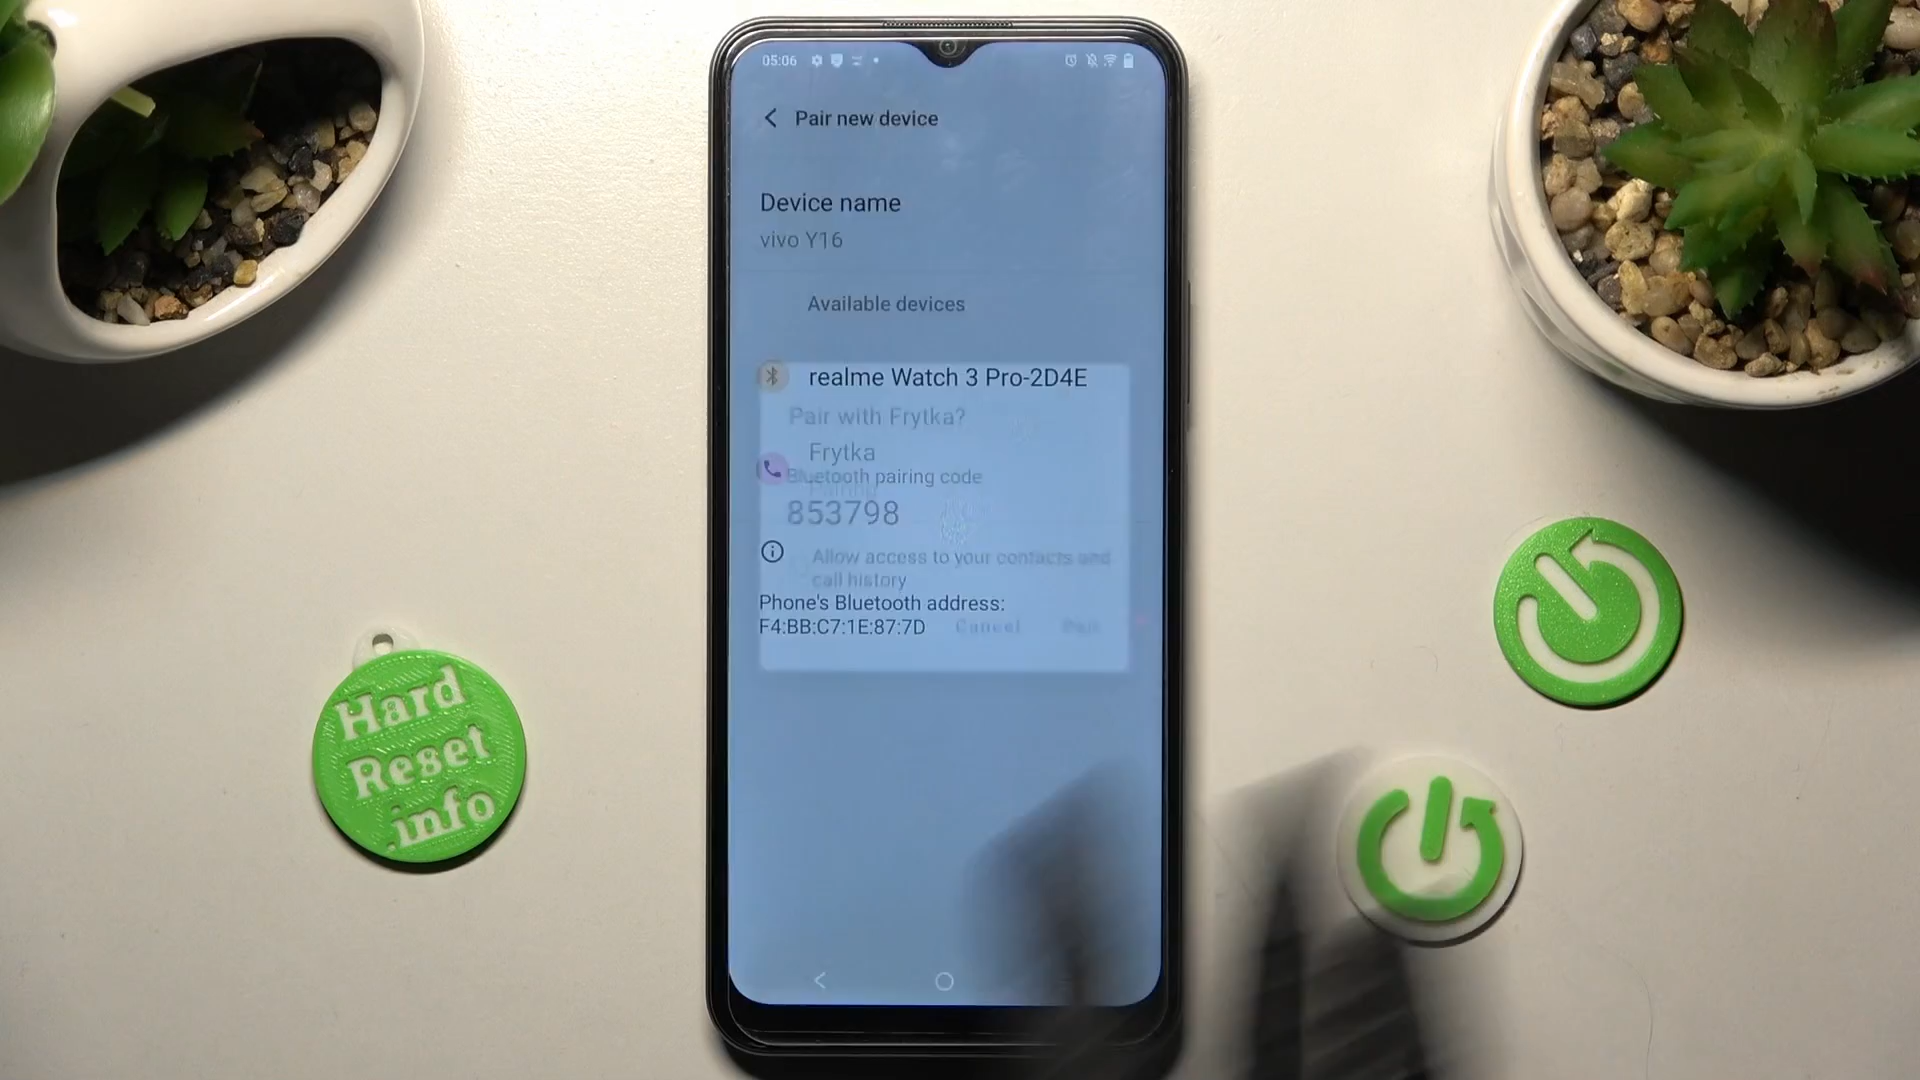 05:06
Pair new device
Device name
vivo Y16
Available devices
realme Watch 3 Pro-2D4E
Pair with Frytka?
Frytka
Bluetooth pairing code
Pairing
853798
Allow access to your contacts and
call history
Phone's Bluetooth address:
F4:BB:C7:1E:87:7D
Cancel Pair
Hard
Reset
.info